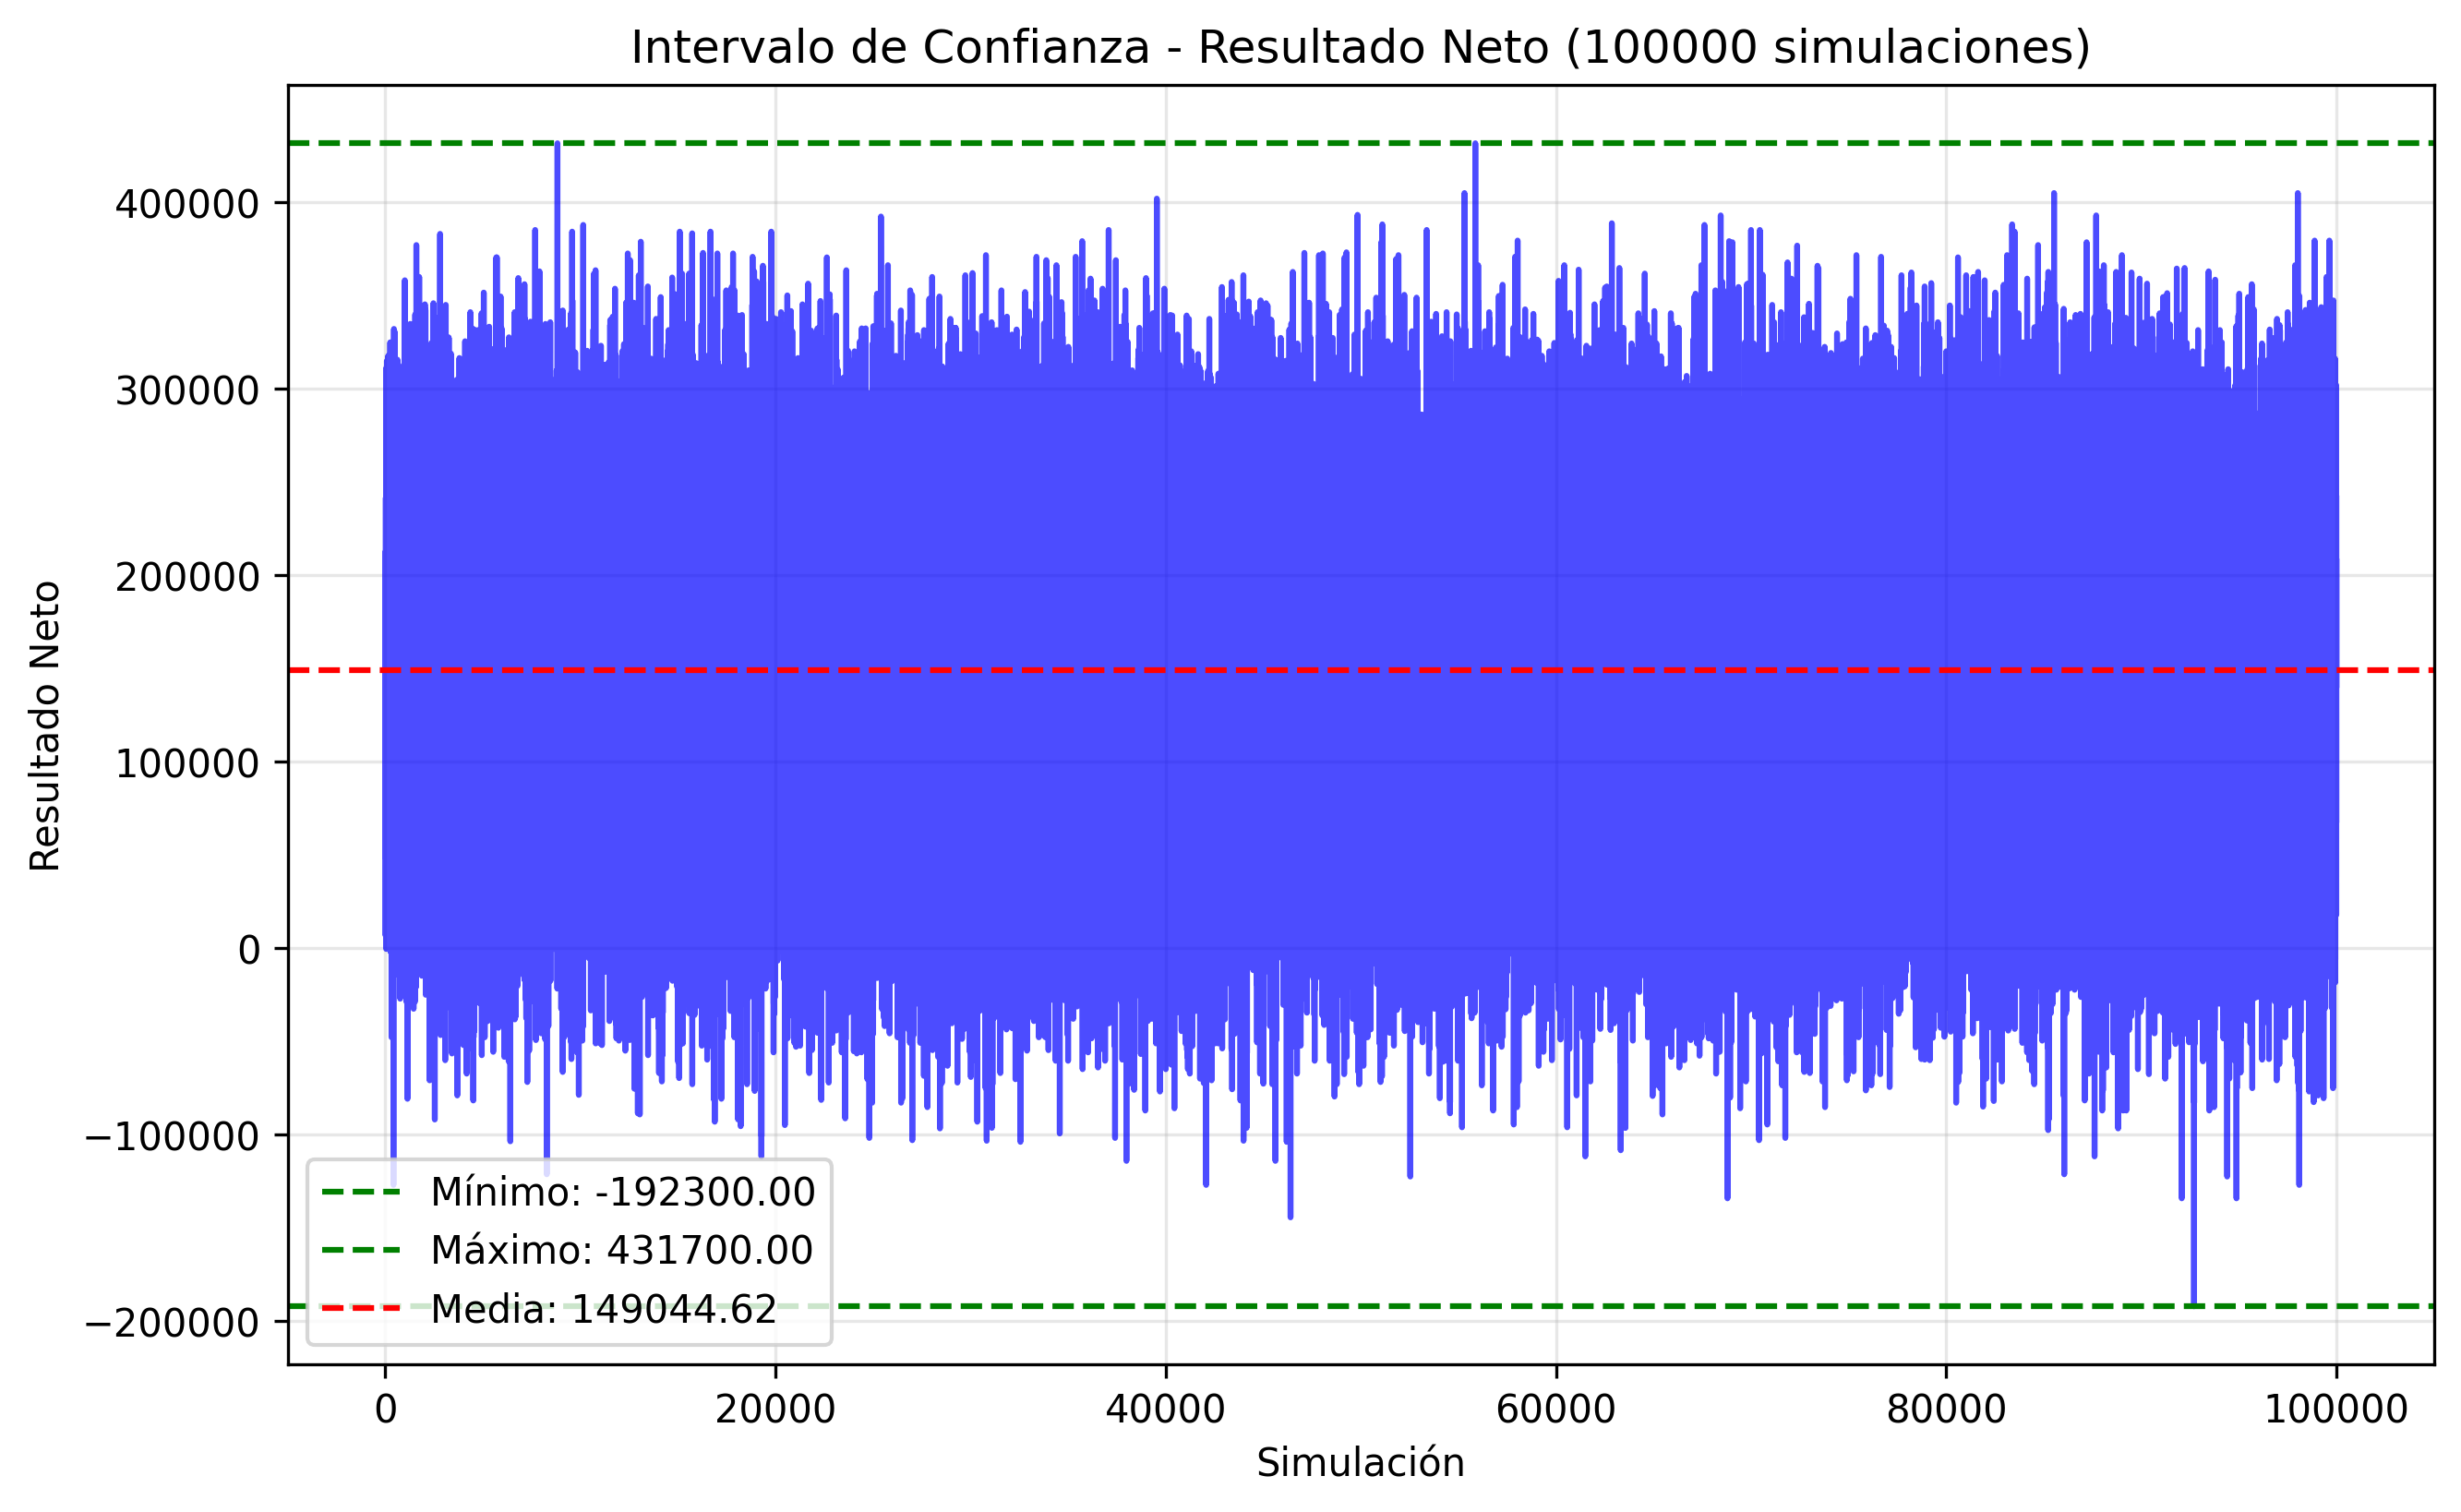 Intervalo de Confianza - Resultado Neto (100000 simulaciones)
Resultado Neto
400000
300000
200000
100000
0
−100000
−200000
Mínimo: -192300.00
Máximo: 431700.00
Media: 149044.62
0 20000 40000 60000 80000 100000
Simulación